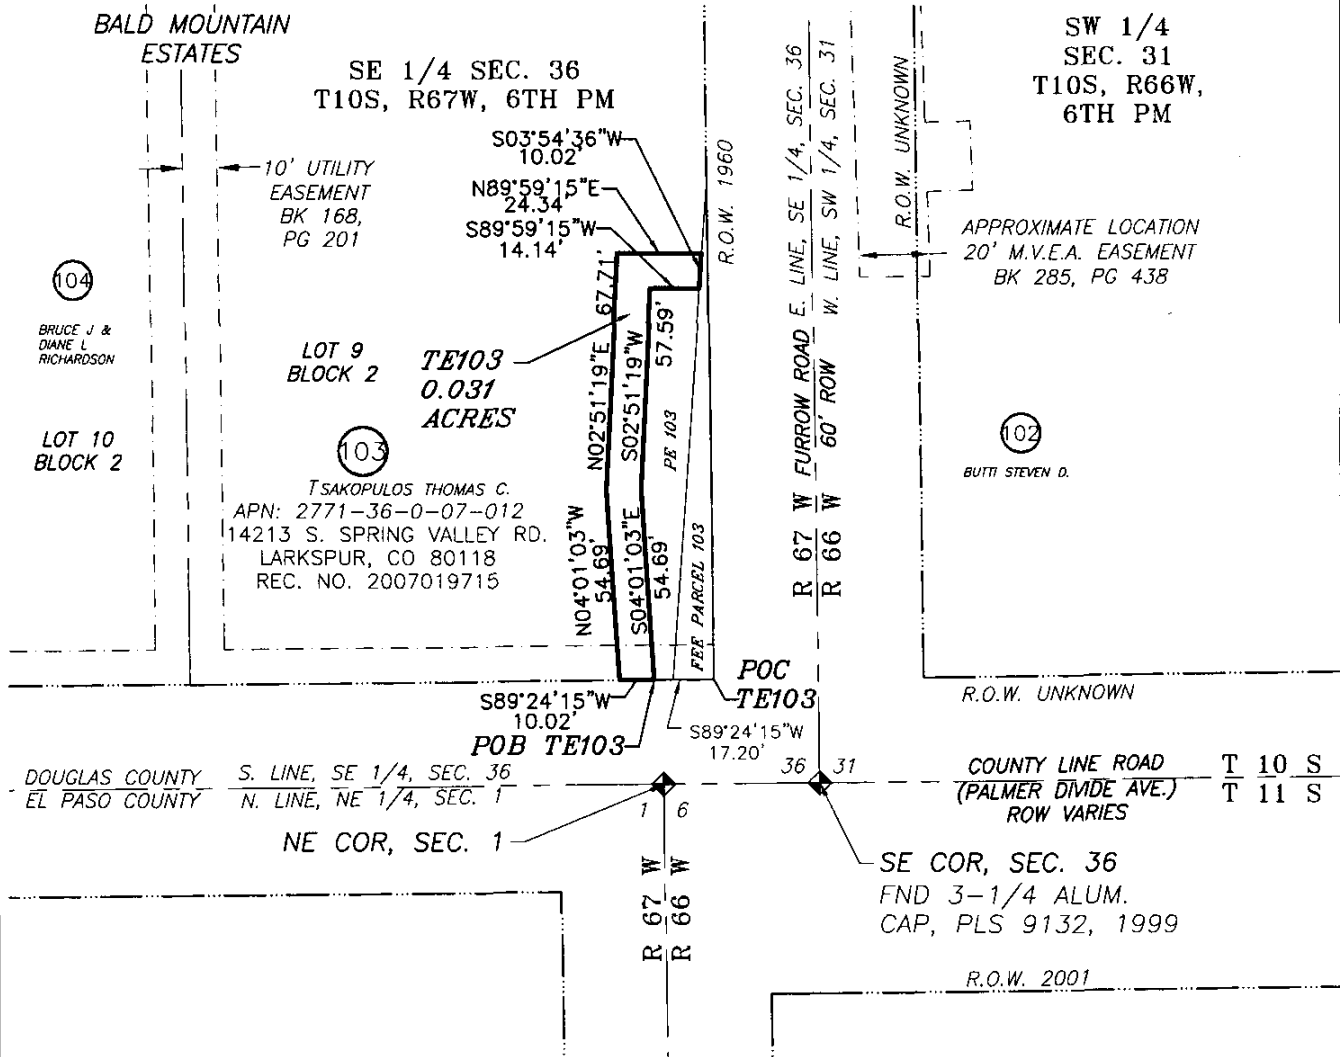 BALD MOUNTAIN
ESTATES
SE 1/4 SEC. 36
T10S, R67W, 6TH PM
SW 1/4
SEC. 31
T10S, R66W,
6TH PM
10' UTILITY
EASEMENT
BK 168,
PG 201
S03°54'36"W
10.02'
N89°59'15"E
24.34'
S89°59'15"W
14.14'
R.O.W. 1960
E. LINE, SE 1/4, SEC. 36
W. LINE, SW 1/4, SEC. 31
R.O.W. UNKNOWN
APPROXIMATE LOCATION
20' M.V.E.A. EASEMENT
BK 285, PG 438
104
BRUCE J &
DIANE L
RICHARDSON
LOT 10
BLOCK 2
LOT 9
BLOCK 2
TE103
0.031
ACRES
N02°51'19"E 67.71'
S02°51'19"W
57.59'
PE 103
FURROW ROAD
60' ROW
R 67 W
R 66 W
102
BUTTI STEVEN D.
103
TSAKOPULOS THOMAS C.
APN: 2771-36-0-07-012
14213 S. SPRING VALLEY RD.
LARKSPUR, CO 80118
REC. NO. 2007019715
N04°01'03"W
54.69'
S04°01'03"E
54.69'
FEE PARCEL 103
POC
TE103
S89°24'15"W
10.02'
POB TE103
S89°24'15"W
17.20'
R.O.W. UNKNOWN
DOUGLAS COUNTY
EL PASO COUNTY
S. LINE, SE 1/4, SEC. 36
N. LINE, NE 1/4, SEC. 1
36 31
1 6
COUNTY LINE ROAD
(PALMER DIVIDE AVE.)
ROW VARIES
T 10 S
T 11 S
NE COR, SEC. 1
R 67 W
R 66 W
SE COR, SEC. 36
FND 3-1/4 ALUM.
CAP, PLS 9132, 1999
R.O.W. 2001